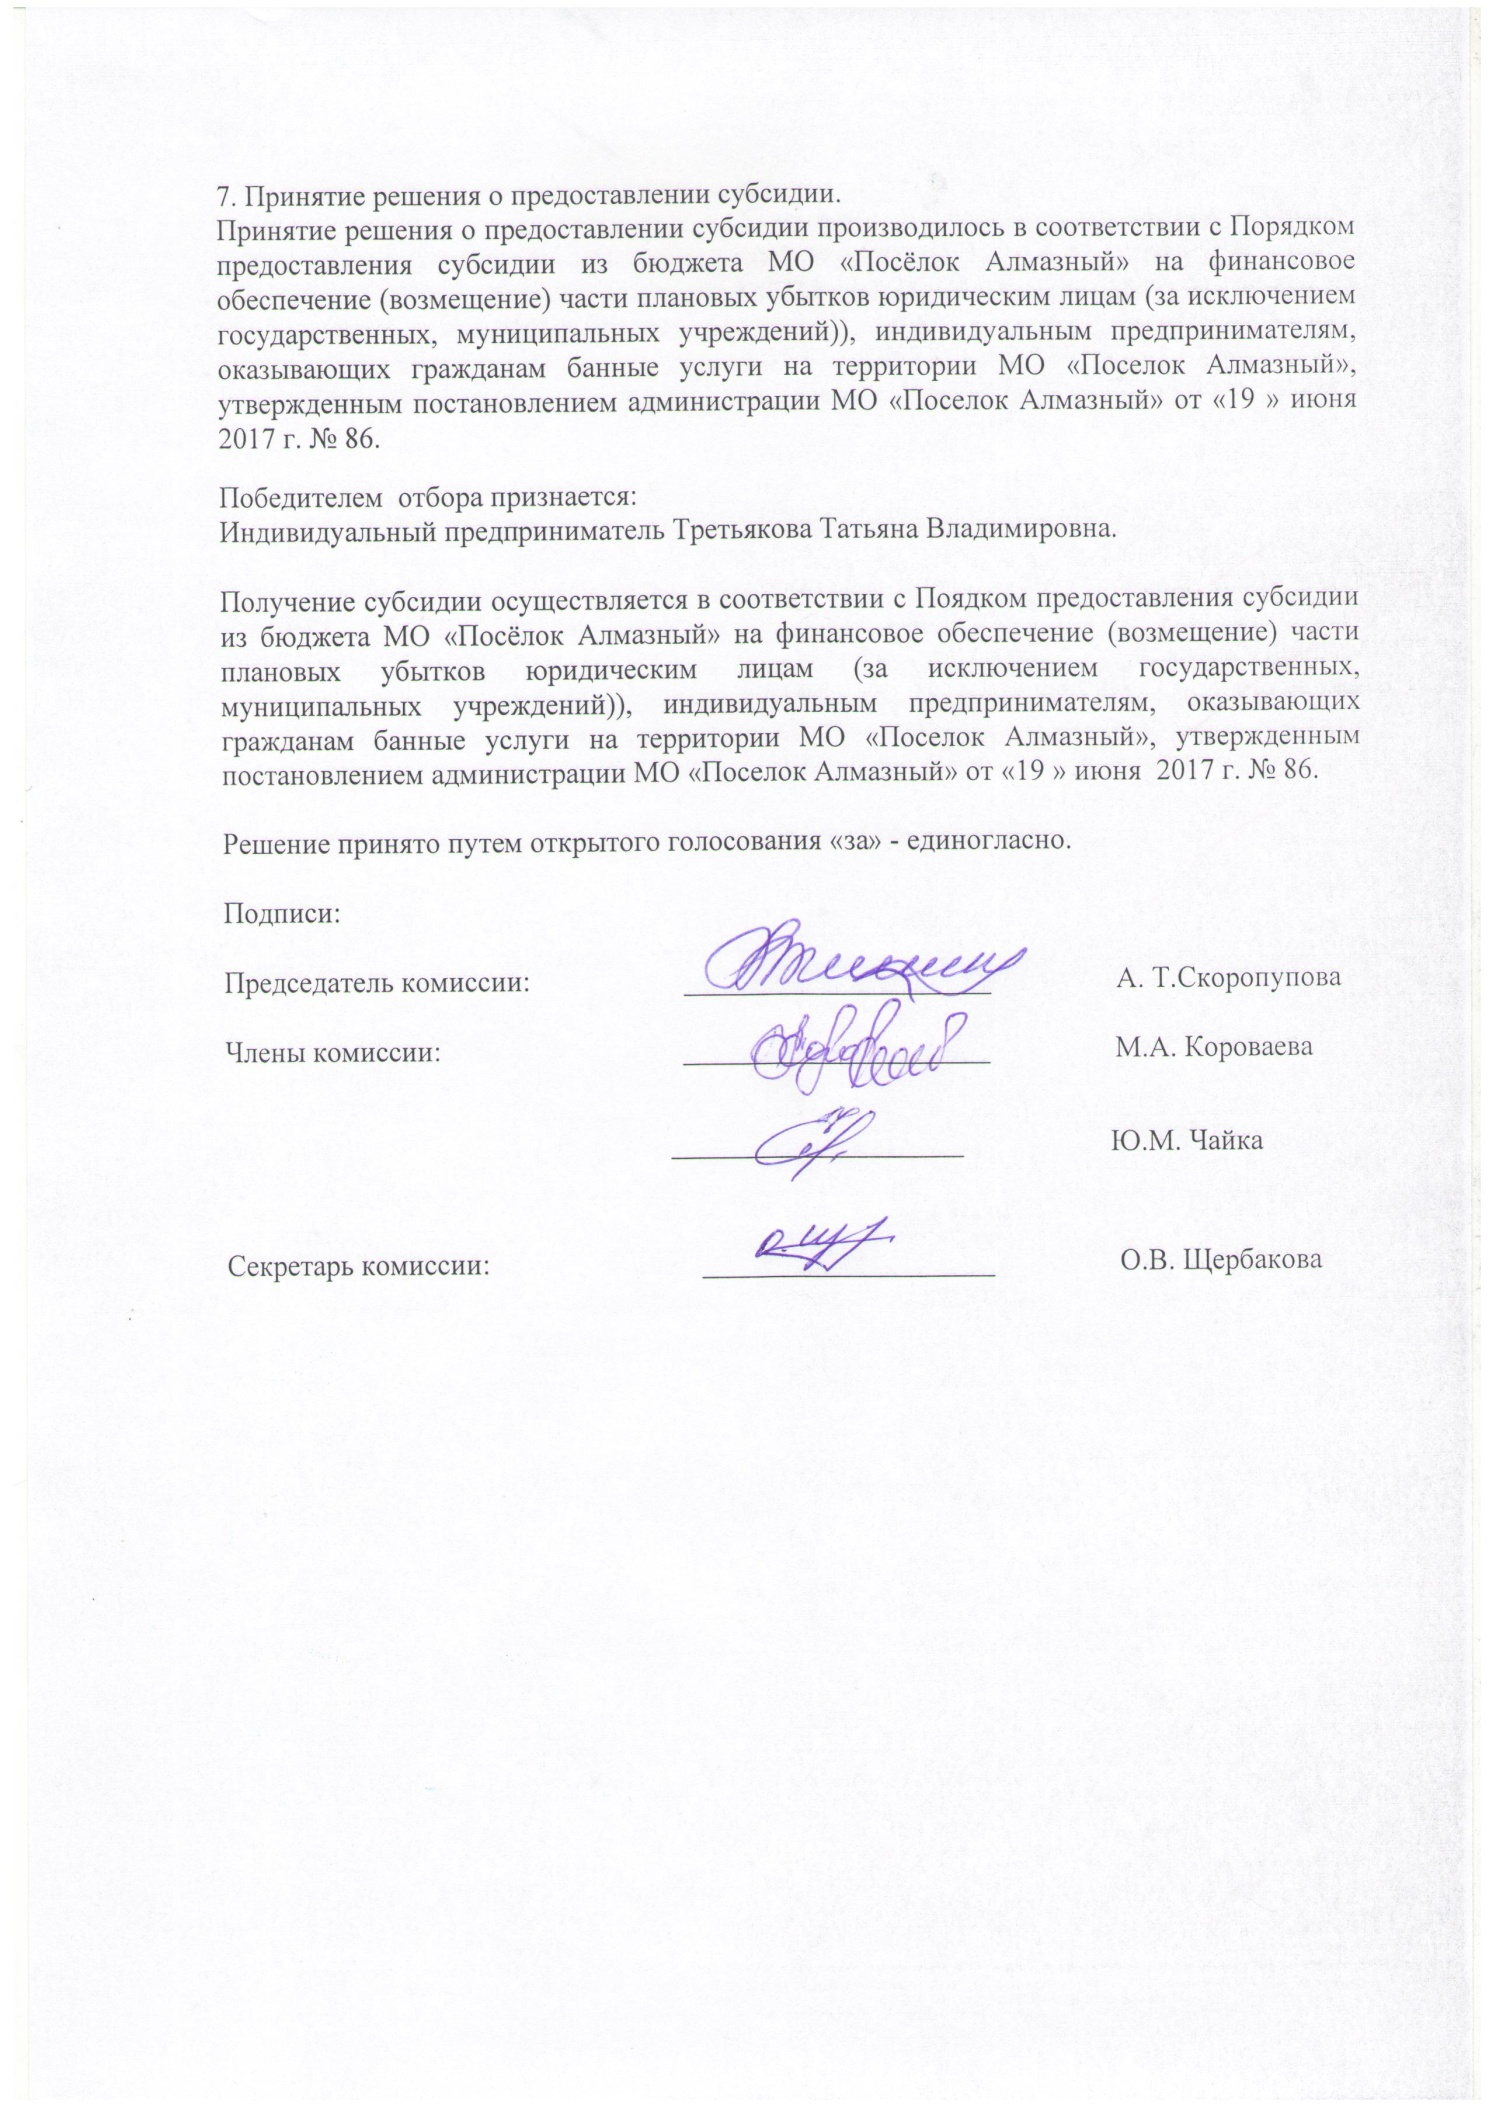 7. Принятие решения о предоставлении субсидии.
Принятие решения о предоставлении субсидии производилось в соответствии с Порядком
предоставления субсидии из бюджета МО «Посёлок Алмазный» на финансовое
обеспечение (возмещение) части плановых убытков юридическим лицам (за исключением
государственных, муниципальных учреждений)), индивидуальным предпринимателям,
оказывающих гражданам банные услуги на территории МО «Поселок Алмазный»,
утвержденным постановлением администрации МО «Поселок Алмазный» от «19 » июня
2017 г. № 86.
Победителем отбора признается:
Индивидуальный предприниматель Третьякова Татьяна Владимировна.
Получение субсидии осуществляется в соответствии с Поядком предоставления субсидии
из бюджета МО «Посёлок Алмазный» на финансовое обеспечение (возмещение) части
плановых убытков юридическим лицам (за исключением государственных,
муниципальных учреждений)), индивидуальным предпринимателям, оказывающих
гражданам банные услуги на территории МО «Поселок Алмазный», утвержденным
постановлением администрации МО «Поселок Алмазный» от «19 » июня 2017 г. № 86.
Решение принято путем открытого голосования «за» - единогласно.
Подписи:
Председатель комиссии: А. Т.Скоропупова
Члены комиссии: М.А. Короваева
Ю.М. Чайка
Секретарь комиссии: О.В. Щербакова